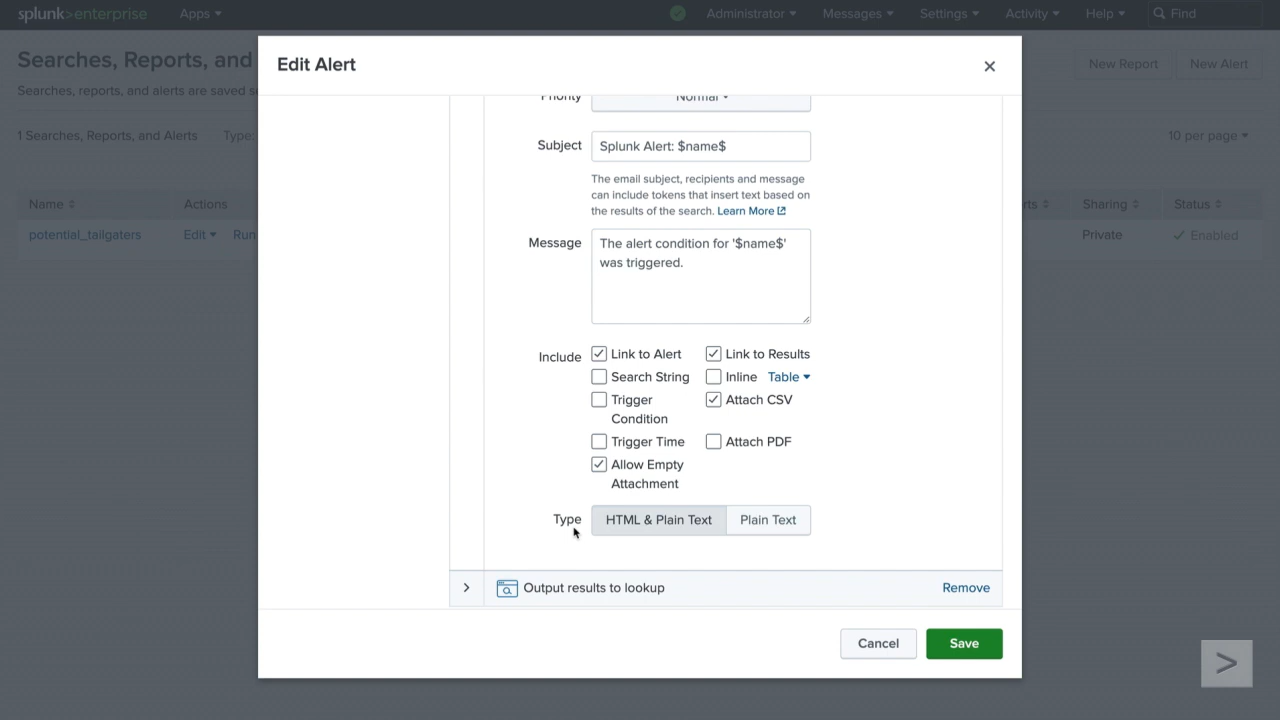 splunk>enterprise Apps Administrator Messages Settings Activity Help Find
Searches, Reports, and
New Report New Alert
Searches, reports, and alerts are saved
1 Searches, Reports, and Alerts Type:
10 per page
Name Actions
Sharing Status
potential_tailgaters Edit Run
Private Enabled
Edit Alert
Priority Normal
Subject Splunk Alert: $name$
The email subject, recipients and message
can include tokens that insert text based on
the results of the search. Learn More
Message The alert condition for '$name$'
was triggered.
Include Link to Alert Link to Results
Search String Inline Table
Trigger Attach CSV
Condition
Trigger Time Attach PDF
Allow Empty
Attachment
Type HTML & Plain Text Plain Text
> Output results to lookup Remove
Cancel Save
>